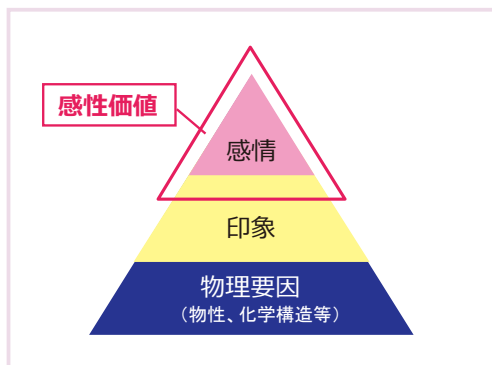 感性価値
感情
印象
物理要因
（物性、化学構造等）